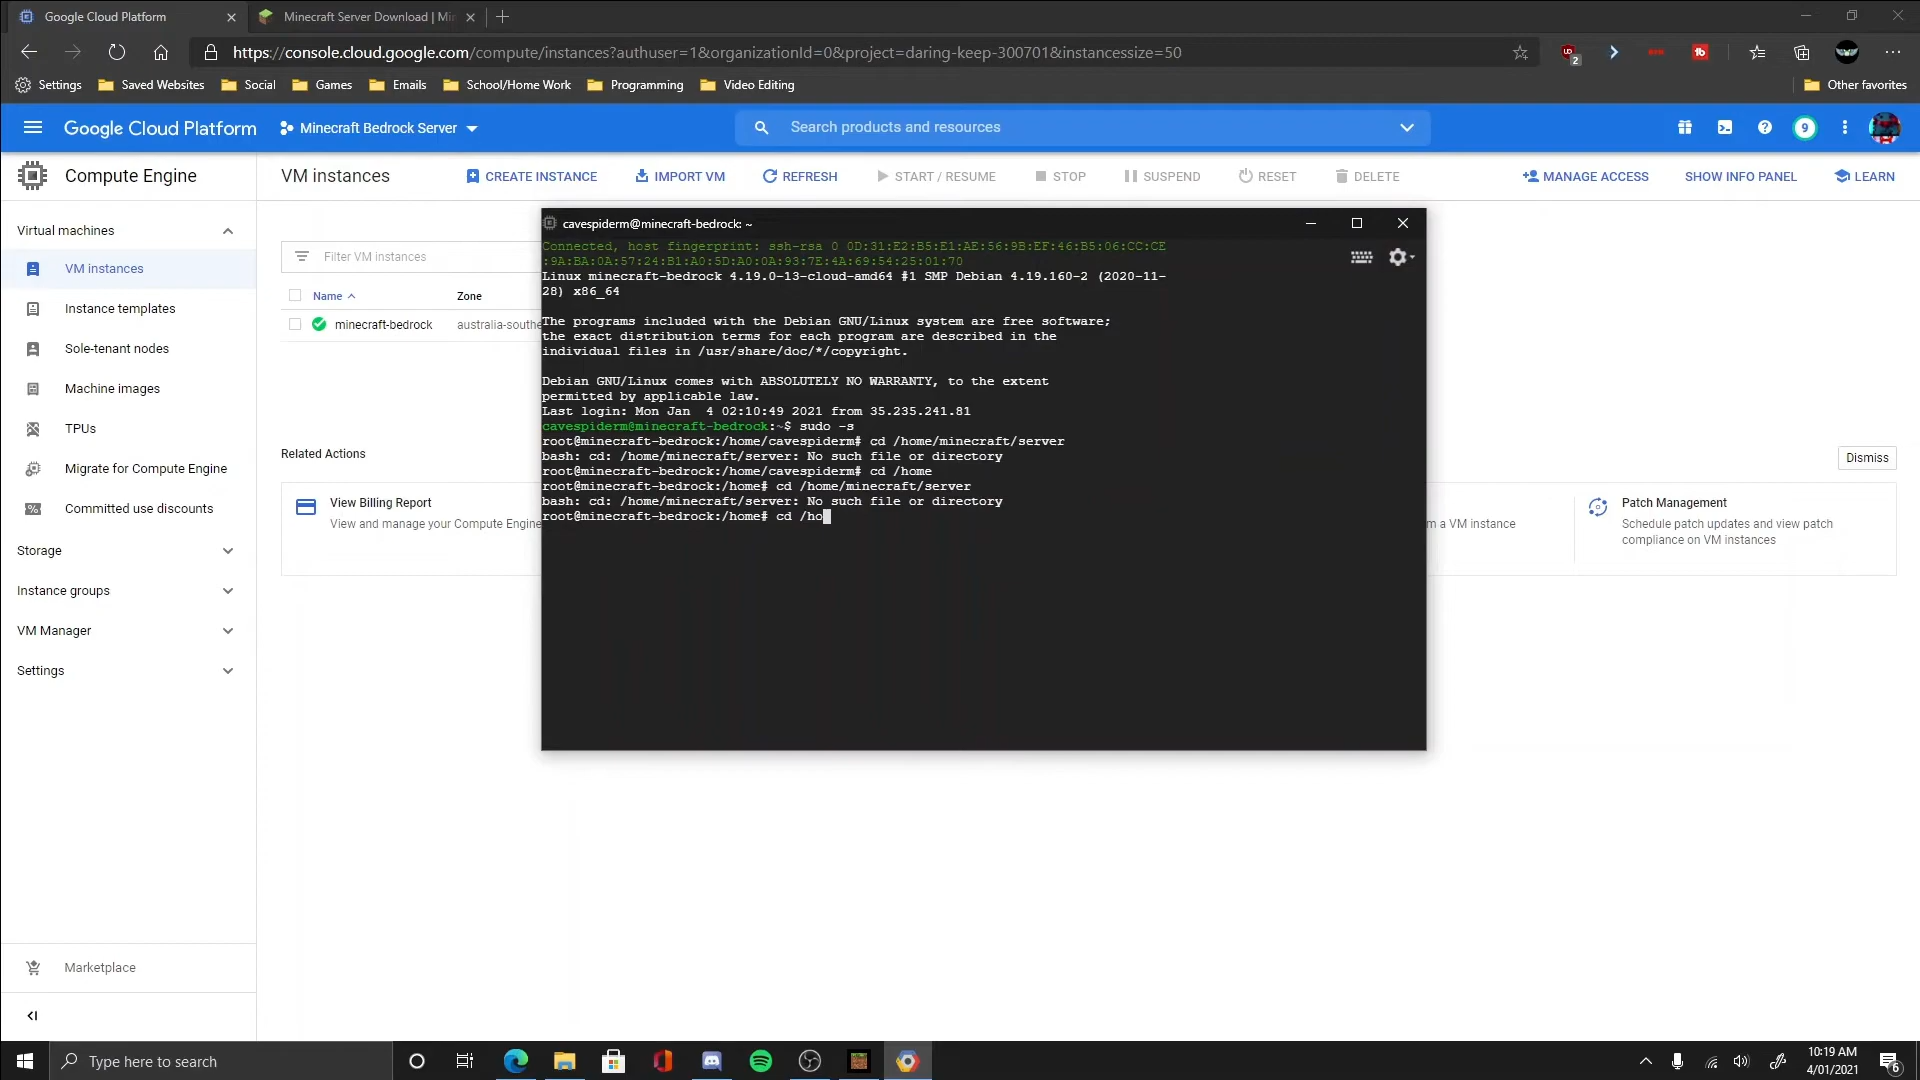 Google Cloud Platform
Minecraft Server Download | Min
https://console.cloud.google.com/compute/instances?authuser=1&organizationId=0&project=daring-keep-300701&instancessize=50
2
Settings
Saved Websites
Social
Games
Emails
School/Home Work
Programming
Video Editing
Other favorites
Google Cloud Platform
Minecraft Bedrock Server
Search products and resources
9
Compute Engine
VM instances
CREATE INSTANCE
IMPORT VM
REFRESH
START / RESUME
STOP
SUSPEND
RESET
DELETE
MANAGE ACCESS
SHOW INFO PANEL
LEARN
Virtual machines
VM instances
Instance templates
Sole-tenant nodes
Machine images
TPUs
Migrate for Compute Engine
Committed use discounts
Storage
Instance groups
VM Manager
Settings
Marketplace
Filter VM instances
Name
Zone
minecraft-bedrock
australia-southe
Related Actions
Dismiss
View Billing Report
View and manage your Compute Engine
m a VM instance
Patch Management
Schedule patch updates and view patch
compliance on VM instances
cavespiderm@minecraft-bedrock: ~
Connected, host fingerprint: ssh-rsa 0 0D:31:E2:B5:E1:AE:56:9B:EF:46:B5:06:CC:CE
:9A:BA:0A:57:24:B1:A0:5D:A0:0A:93:7E:4A:69:54:25:01:70
Linux minecraft-bedrock 4.19.0-13-cloud-amd64 #1 SMP Debian 4.19.160-2 (2020-11-
28) x86_64
The programs included with the Debian GNU/Linux system are free software;
the exact distribution terms for each program are described in the
individual files in /usr/share/doc/*/copyright.
Debian GNU/Linux comes with ABSOLUTELY NO WARRANTY, to the extent
permitted by applicable law.
Last login: Mon Jan  4 02:10:49 2021 from 35.235.241.81
cavespiderm@minecraft-bedrock:~$ sudo -s
root@minecraft-bedrock:/home/cavespiderm# cd /home/minecraft/server
bash: cd: /home/minecraft/server: No such file or directory
root@minecraft-bedrock:/home/cavespiderm# cd /home
root@minecraft-bedrock:/home# cd /home/minecraft/server
bash: cd: /home/minecraft/server: No such file or directory
root@minecraft-bedrock:/home# cd /ho
Type here to search
10:19 AM
4/01/2021
6